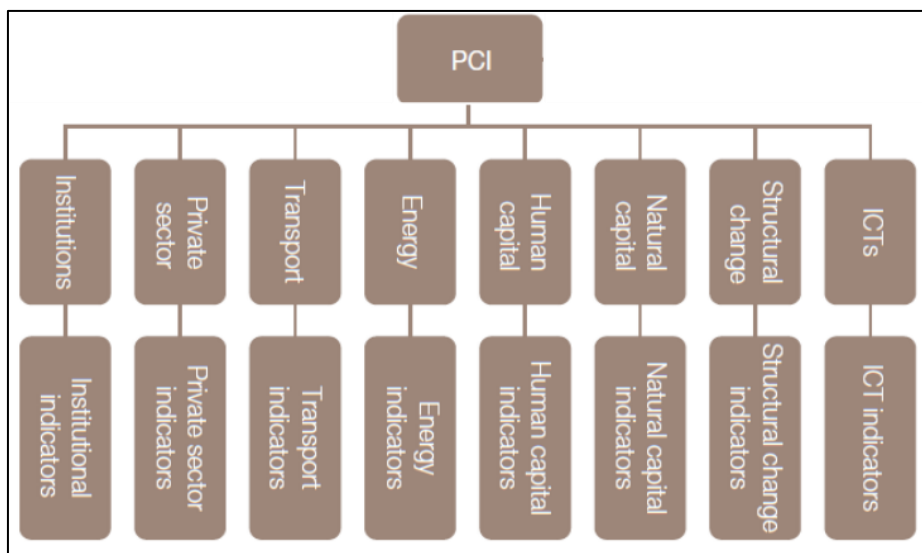 PCI
Institutions
Private
sector
Transport
Energy
Human
capital
Natural
capital
Structural
change
ICTs
Institutional
indicators
Private sector
indicators
Transport
indicators
Energy
indicators
Human capital
indicators
Natural capital
indicators
Structural change
indicators
ICT indicators